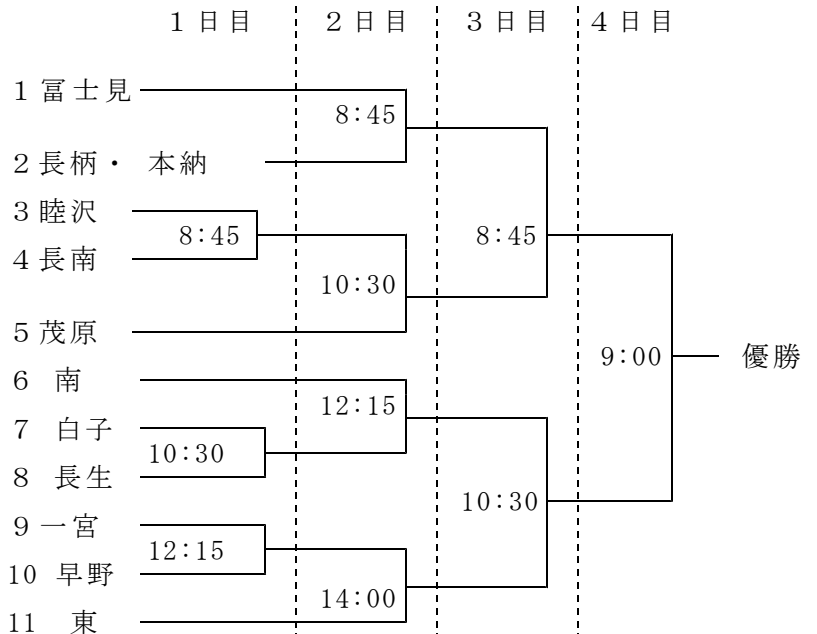 １日目 ２日目 ３日目 ４日目
１冨士見
8:45
２長柄・ 本納
３睦沢
8:45 8:45
４長南
10:30
５茂原
9:00 優勝
６ 南
12:15
７ 白子
10:30
８ 長生
10:30
９一宮
12:15
10 早野
14:00
11 東